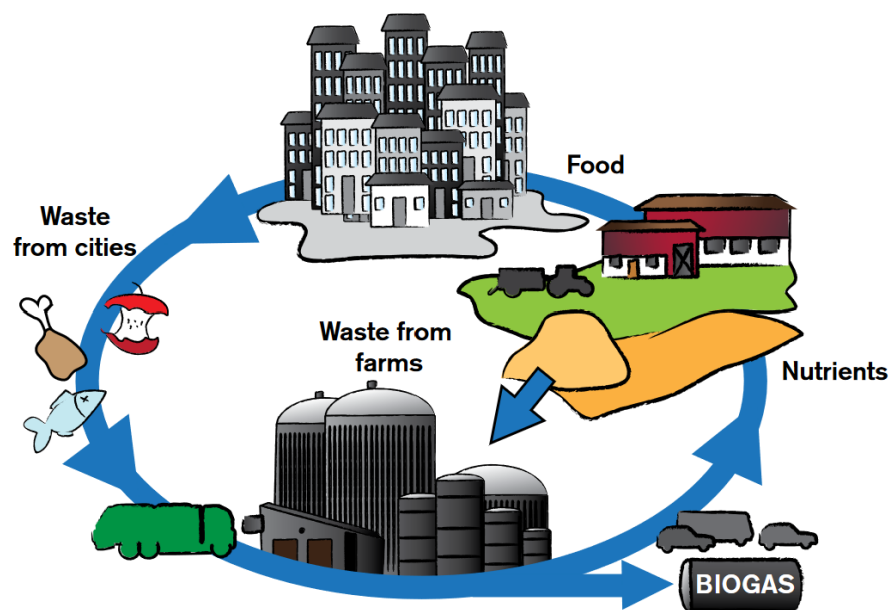 Food
Waste
from cities
Waste from
farms
Nutrients
BIOGAS